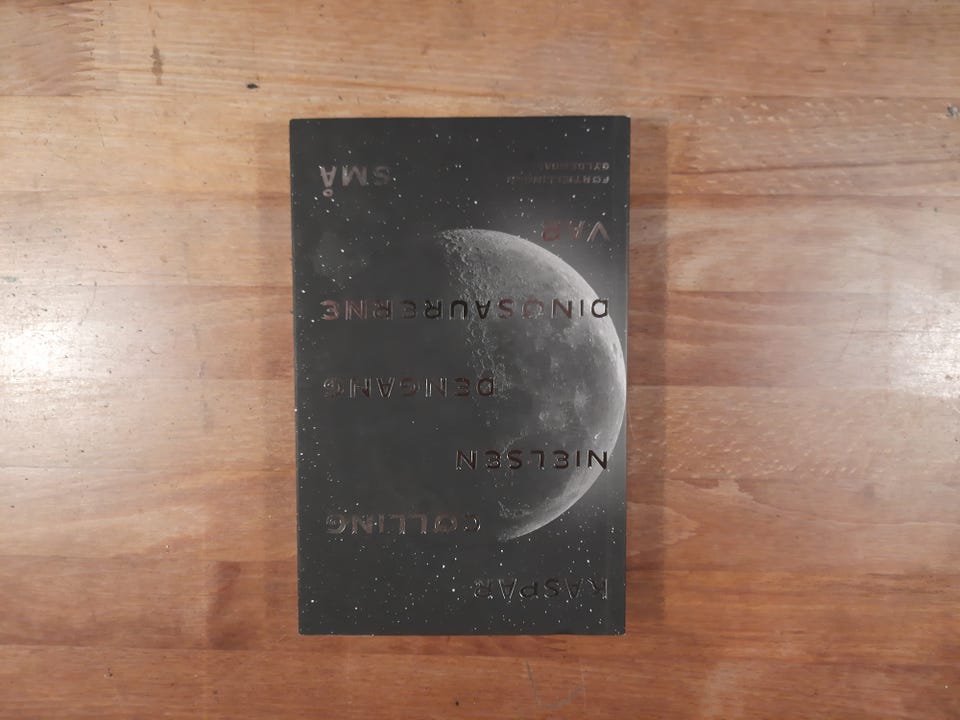 KASPAR
COLLING
NIELSEN
DENGANG
DINOSAURERNE
VAR
SMÅ
FORTÆLLINGER
GYLDENDAL